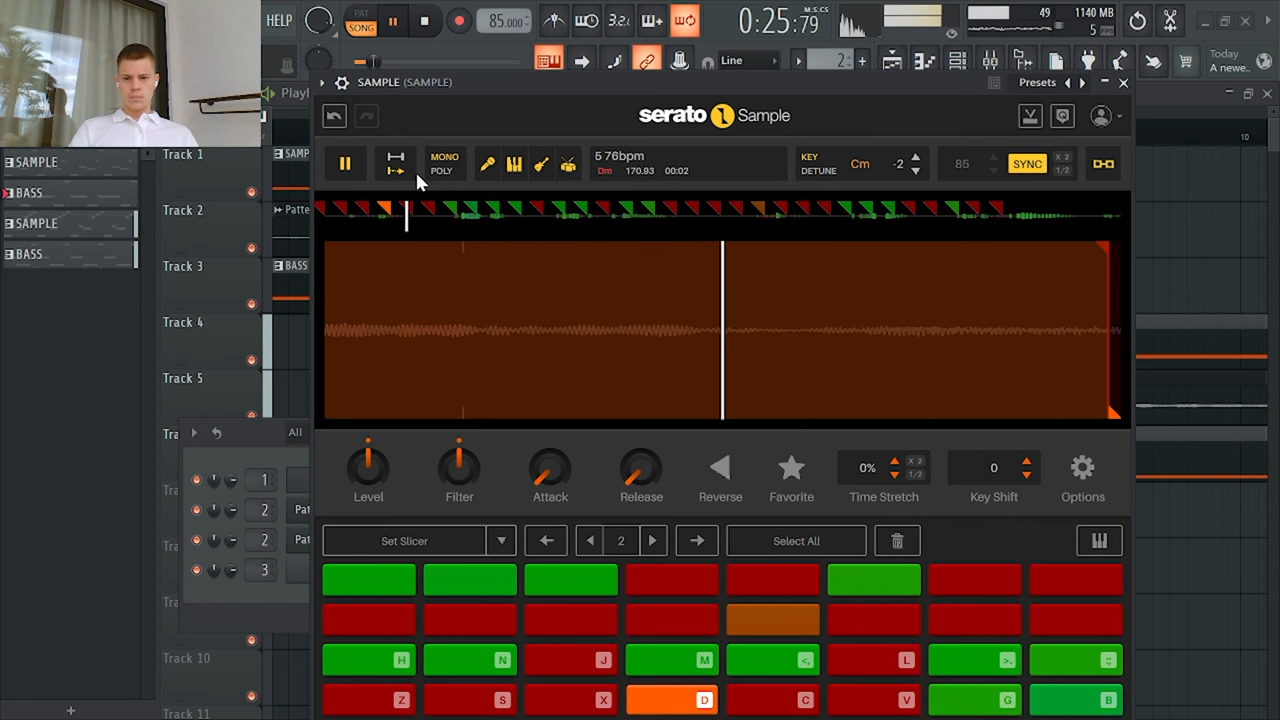 HELP
PAT
SONG
85.000
3.2.
0:25:79
M:S:CS
49
1140 MB
5
Line
2
Today
A newe..
SAMPLE (SAMPLE)
Presets
Playl
serato Sample
10
SAMPLE
BASS
SAMPLE
BASS
Track 1
Track 2
Track 3
Track 4
Track 5
Track 10
Track 11
SAMP
Patte
BASS
MONO
POLY
5 76bpm
Dm 170.93 00:02
KEY
DETUNE
Cm
-2
85
SYNC
X 2
1/2
Level
Filter
Attack
Release
Reverse
Favorite
0%
X 2
1/2
Time Stretch
0
Key Shift
Options
All
1
2
Pat
2
Pat
3
Set Slicer
2
Select All
H
N
J
M
<,
L
>.
:;
Z
S
X
D
C
V
G
B